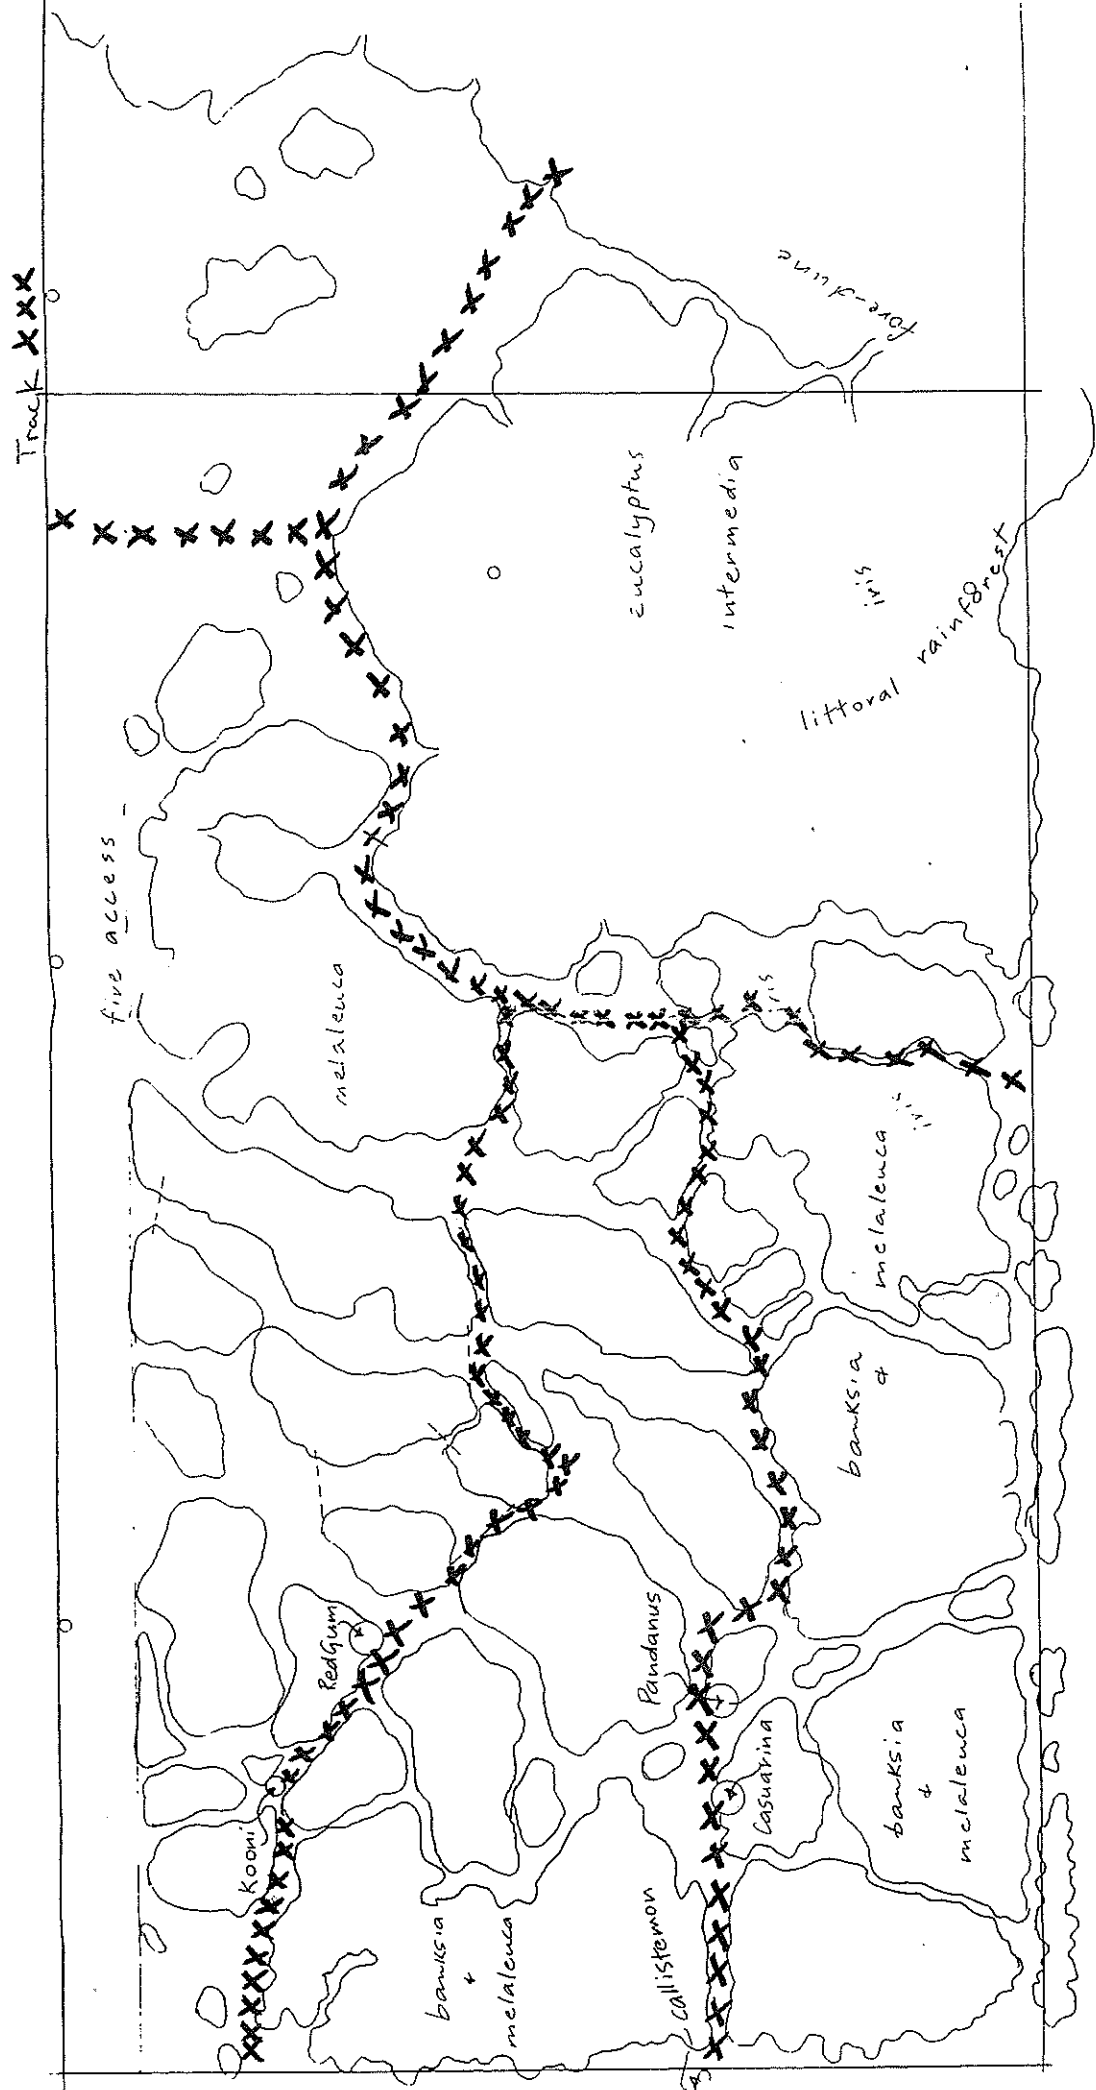 Track xxx
fore-dune
eucalyptus
intermedia
iris
littoral rainforest
five access
melaleuca
iris
iris
banksia
&
melaleuca
RedGum
Pandanus
Kooni
Casuarina
banksia
+
melaleuca
banksia
+
melaleuca
callistemon